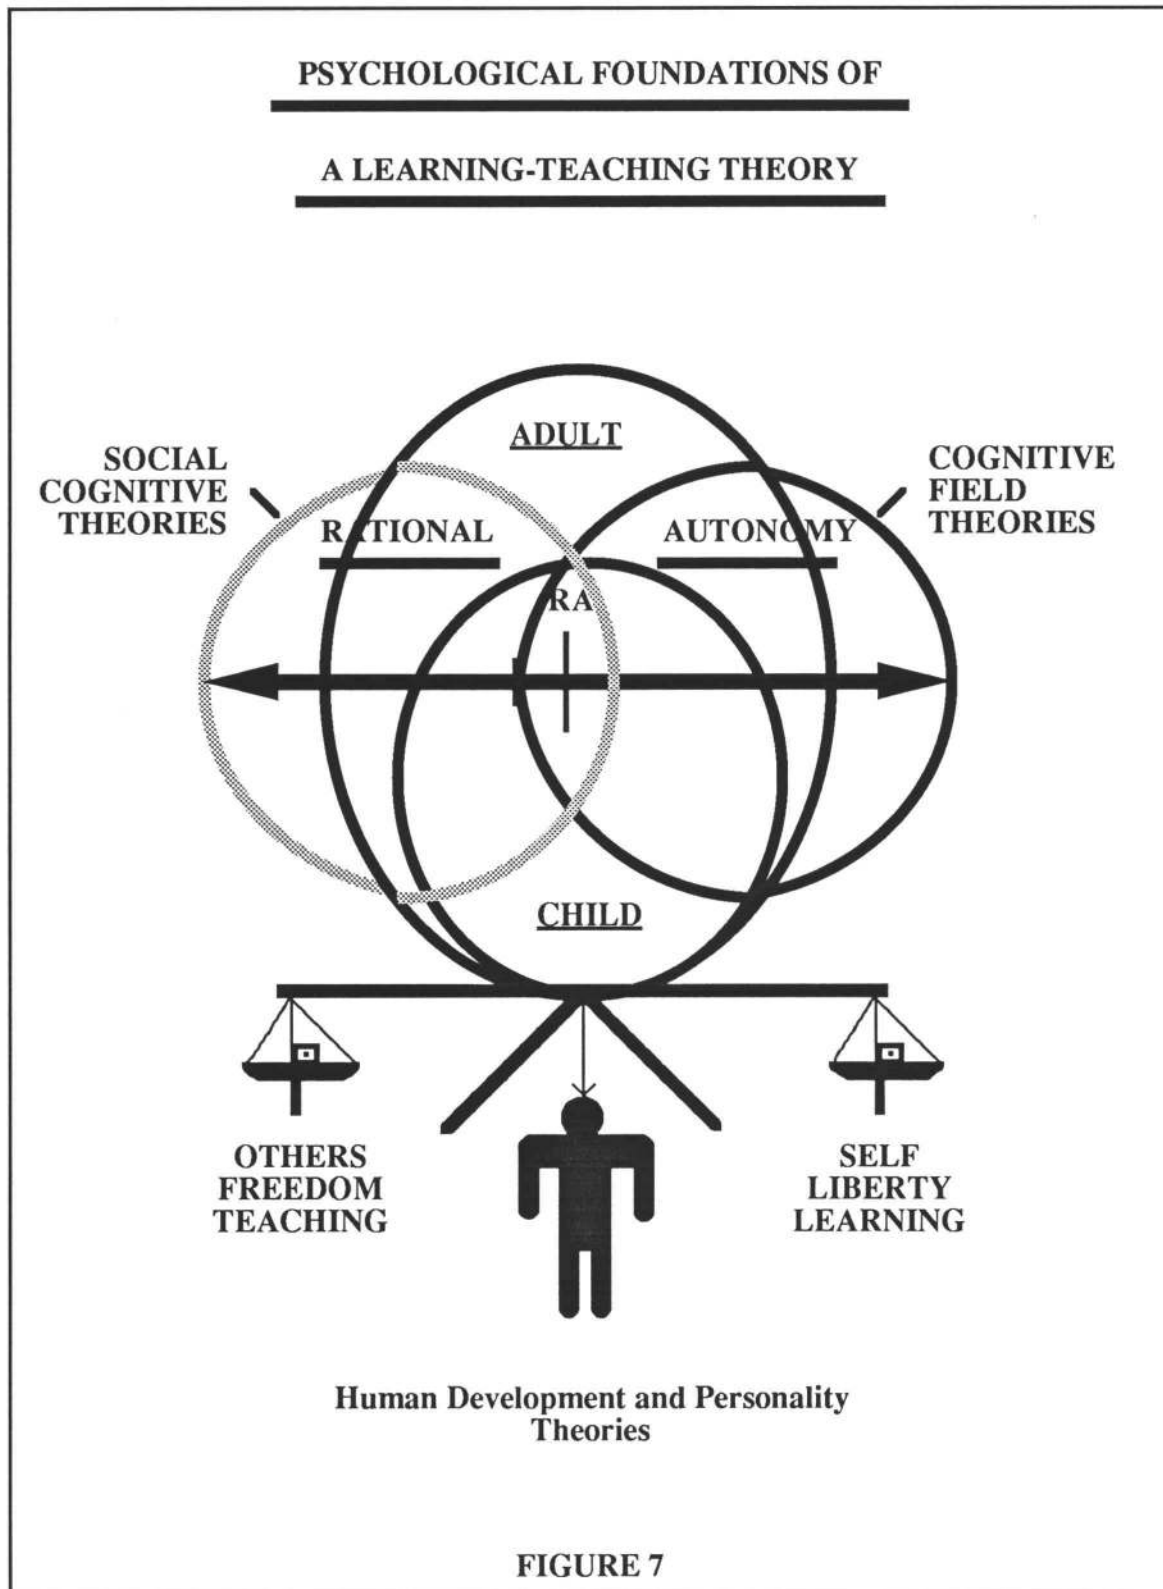 PSYCHOLOGICAL FOUNDATIONS OF
A LEARNING-TEACHING THEORY
ADULT
SOCIAL
COGNITIVE
THEORIES
COGNITIVE
FIELD
THEORIES
RATIONAL
AUTONOMY
RA
CHILD
OTHERS
FREEDOM
TEACHING
SELF
LIBERTY
LEARNING
Human Development and Personality
Theories
FIGURE 7